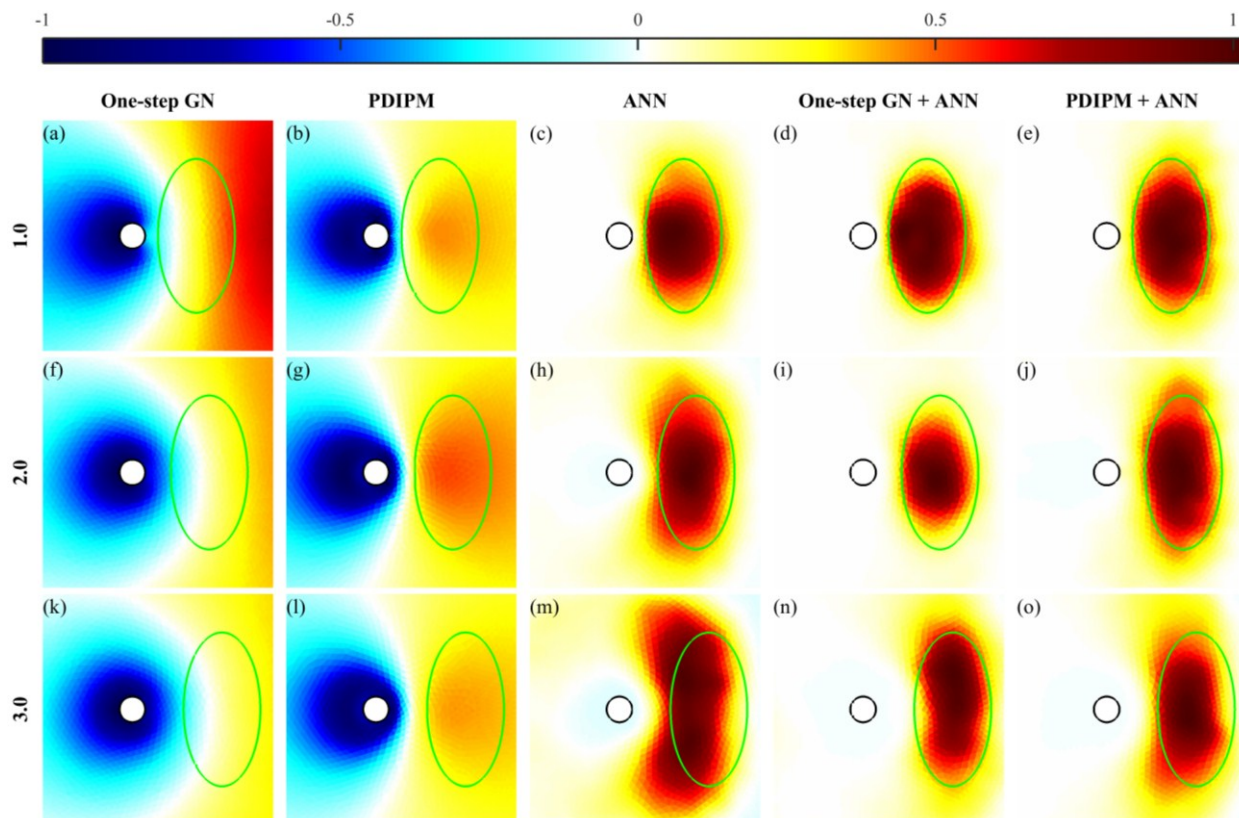 -1 -0.5 0 0.5 1
One-step GN PDIPM ANN One-step GN + ANN PDIPM + ANN
(a) (b) (c) (d) (e)
1.0
(f) (g) (h) (i) (j)
2.0
(k) (l) (m) (n) (o)
3.0